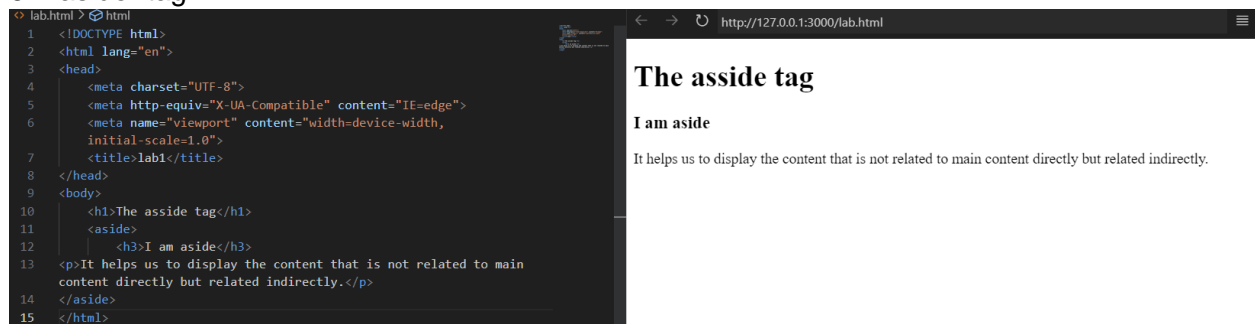 lab.html > html
1 <!DOCTYPE html>
2 <html lang="en">
3 <head>
4 <meta charset="UTF-8">
5 <meta http-equiv="X-UA-Compatible" content="IE=edge">
6 <meta name="viewport" content="width=device-width,
initial-scale=1.0">
7 <title>lab1</title>
8 </head>
9 <body>
10 <h1>The asside tag</h1>
11 <aside>
12 <h3>I am aside</h3>
13 <p>It helps us to display the content that is not related to main
content directly but related indirectly.</p>
14 </aside>
15 </html>
http://127.0.0.1:3000/lab.html
The asside tag
I am aside
It helps us to display the content that is not related to main content directly but related indirectly.